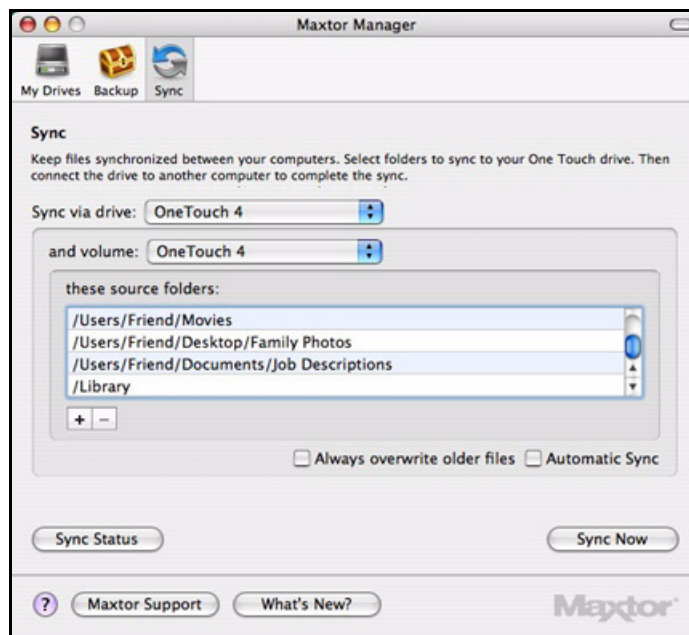 Maxtor Manager
My Drives Backup Sync
Sync
Keep files synchronized between your computers. Select folders to sync to your One Touch drive. Then
connect the drive to another computer to complete the sync.
Sync via drive: OneTouch 4
and volume: OneTouch 4
these source folders:
/Users/Friend/Movies
/Users/Friend/Desktop/Family Photos
/Users/Friend/Documents/Job Descriptions
/Library
+ −
Always overwrite older files Automatic Sync
Sync Status Sync Now
? Maxtor Support What's New? Maxtor